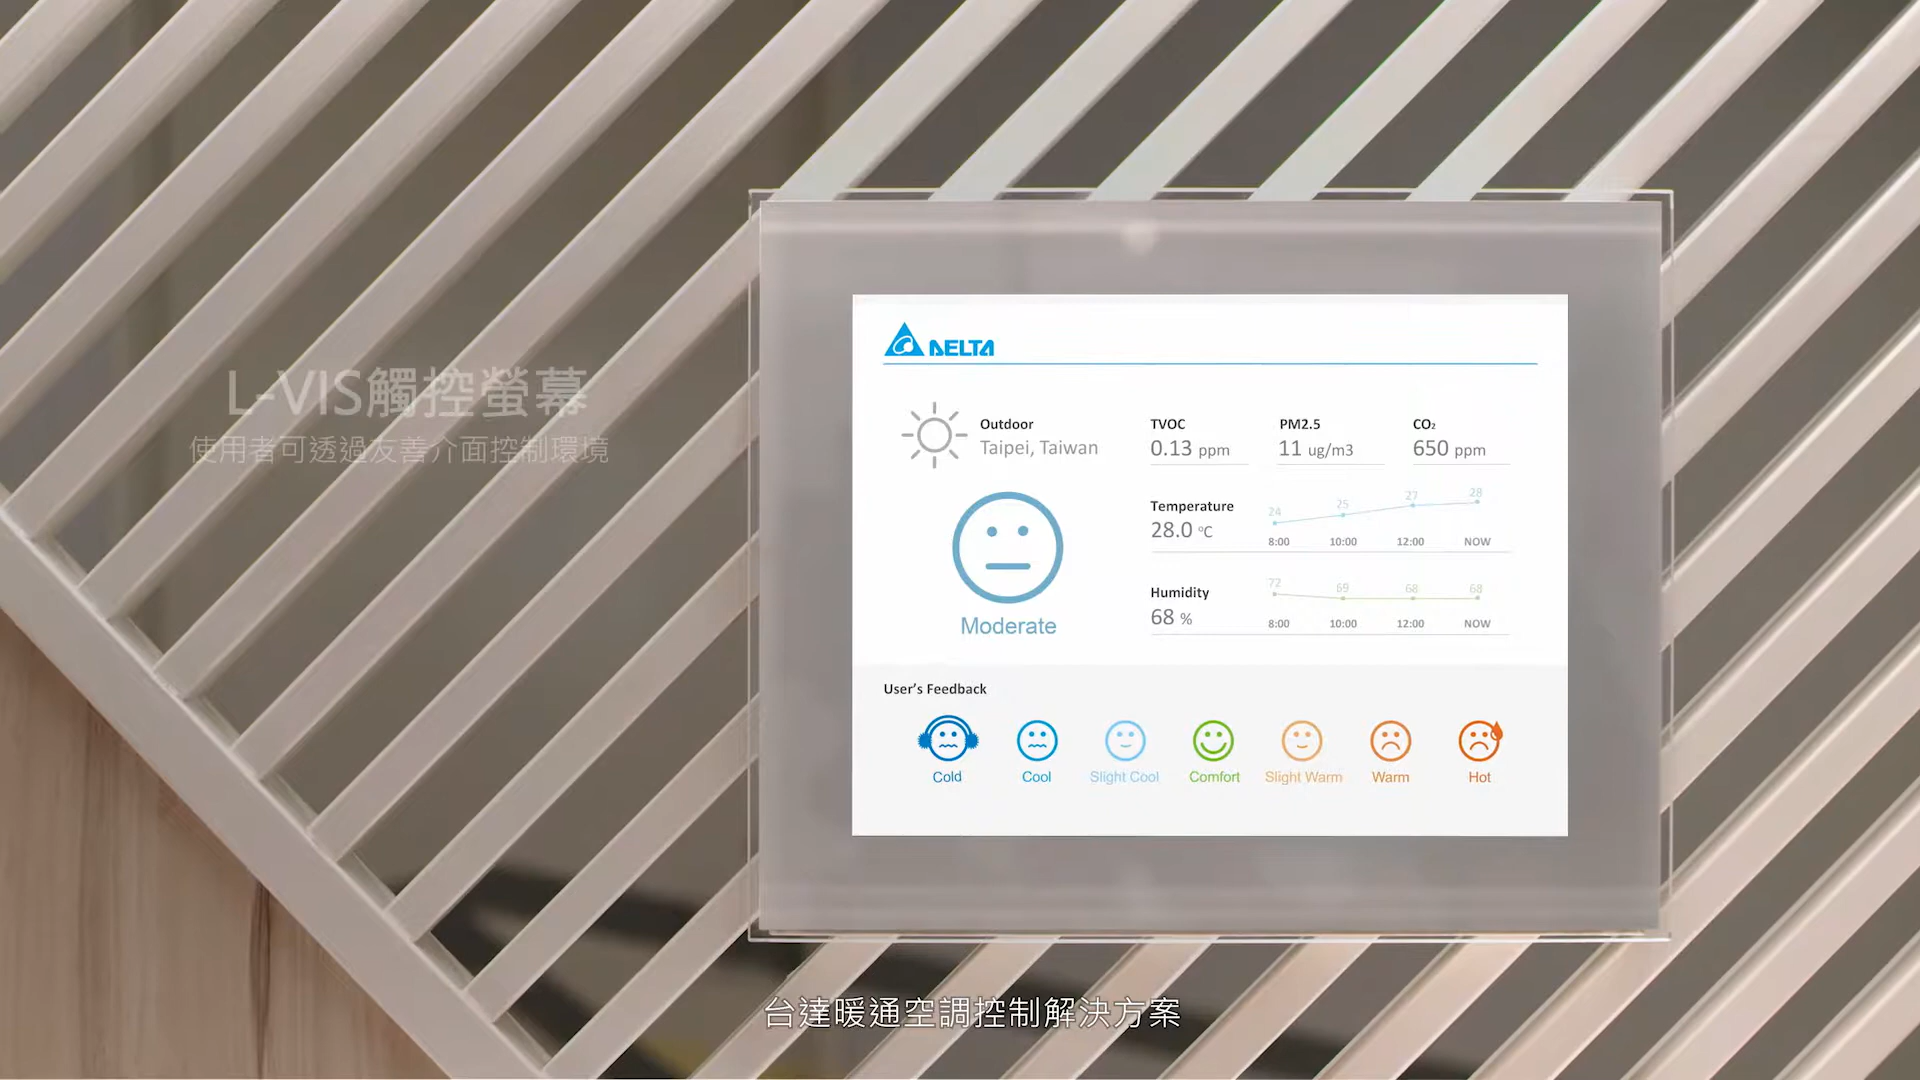 L-VIS觸控螢幕
使用者可透過友善介面控制環境
DELTA
Outdoor
Taipei, Taiwan
TVOC
0.13 ppm
PM2.5
11 ug/m3
CO₂
650 ppm
Moderate
Temperature
28.0 °C
24 25 27 28
8:00 10:00 12:00 NOW
Humidity
68 %
72 69 68 68
8:00 10:00 12:00 NOW
User's Feedback
Cold Cool Slight Cool Comfort Slight Warm Warm Hot
台達暖通空調控制解決方案